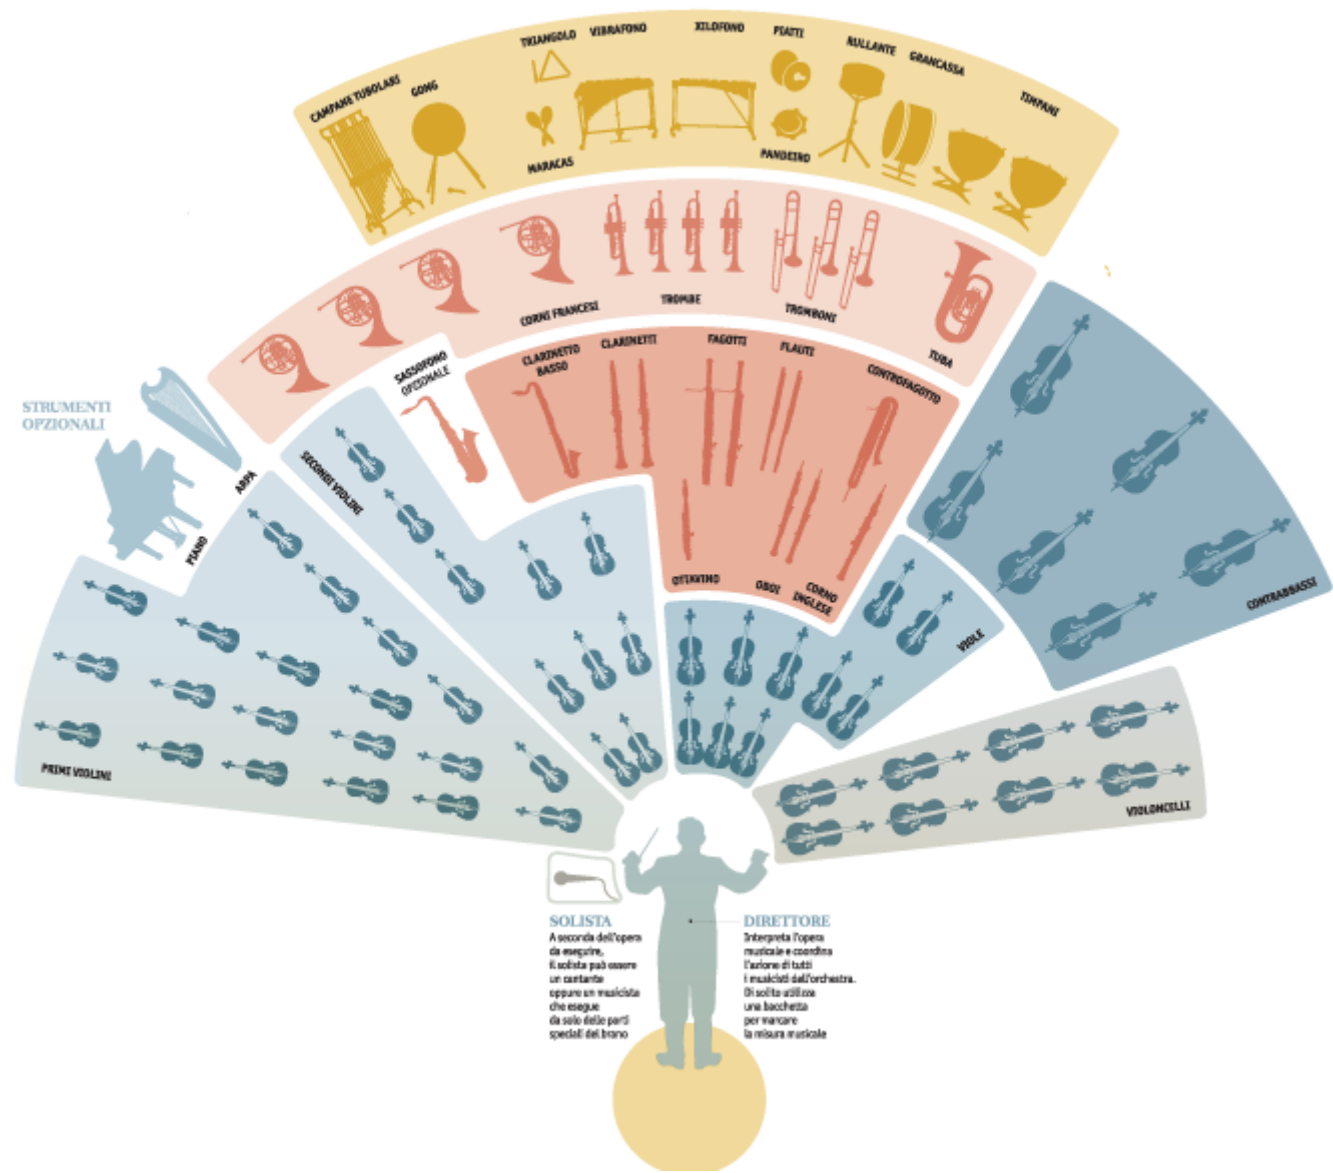 TRIANGOLO
VIBRAFONO
XILOFONO
PIATTI
RULLANTE
GRANCASSA
TIMPANI
CAMPANE TUBOLARI
GONG
MARACAS
PANDEIRO
CORNI FRANCESI
TROMBE
TROMBONI
TUBA
SASSOFONO
OPZIONALE
CLARINETTO
BASSO
CLARINETTI
FAGOTTI
FLAUTI
CONTROFAGOTTO
STRUMENTI
OPZIONALI
ARPA
PIANO
SECONDI VIOLINI
OTTAVINO
OBOI
CORNO
INGLESE
VIOLE
CONTRABBASSI
PRIMI VIOLINI
VIOLONCELLI
SOLISTA
A seconda dell'opera
da eseguire,
il solista può essere
un cantante
oppure un musicista
che esegue
da solo delle parti
speciali del brano
DIRETTORE
Interpreta l'opera
musicale e coordina
l'azione di tutti
i musicisti dell'orchestra.
Di solito utilizza
una bacchetta
per marcare
la misura musicale